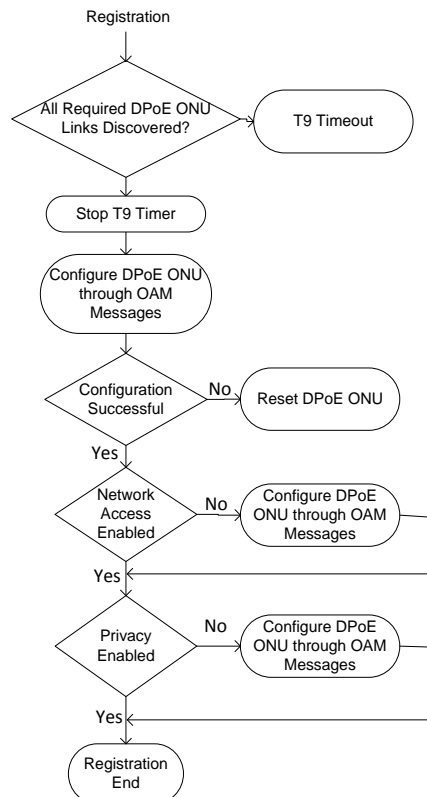 Registration
All Required DPoE ONU
Links Discovered?
T9 Timeout
Stop T9 Timer
Configure DPoE ONU
through OAM
Messages
Configuration
Successful
No
Reset DPoE ONU
Yes
Network
Access
Enabled
No
Configure DPoE
ONU through OAM
Messages
Yes
Privacy
Enabled
No
Configure DPoE
ONU through OAM
Messages
Yes
Registration
End